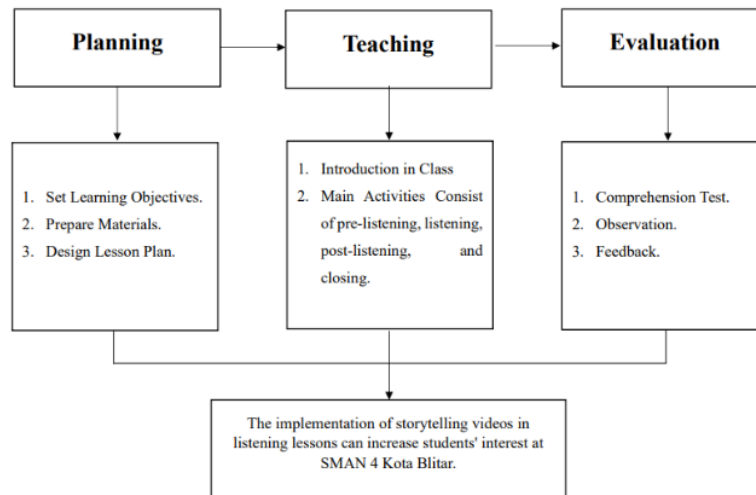 Planning
Teaching
Evaluation
1. Set Learning Objectives.
2. Prepare Materials.
3. Design Lesson Plan.
1. Introduction in Class
2. Main Activities Consist
of pre-listening, listening,
post-listening, and
closing.
1. Comprehension Test.
2. Observation.
3. Feedback.
The implementation of storytelling videos in
listening lessons can increase students' interest at
SMAN 4 Kota Blitar.